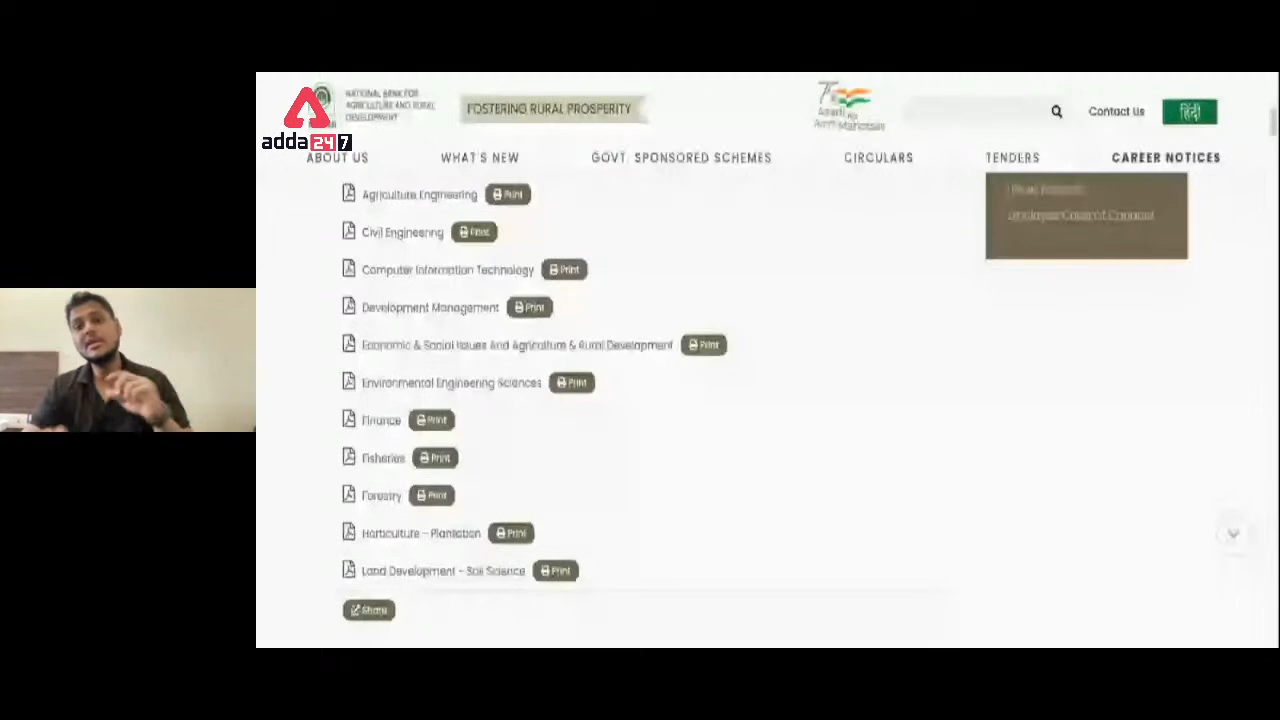 NATIONAL BANK FOR
AGRICULTURE AND RURAL
DEVELOPMENT
FOSTERING RURAL PROSPERITY
Azadi
Amrit Mahotsav
Contact Us
हिंदी
adda247
ABOUT US
WHAT'S NEW
GOVT. SPONSORED SCHEMES
CIRCULARS
TENDERS
CAREER NOTICES
Agriculture Engineering Print
Civil Engineering Print
Computer Information Technology Print
Development Management Print
Economic & Social Issues And Agriculture & Rural Development Print
Environmental Engineering Sciences Print
Finance Print
Fisheries Print
Forestry Print
Horticulture - Plantation Print
Land Development - Soil Science Print
Share